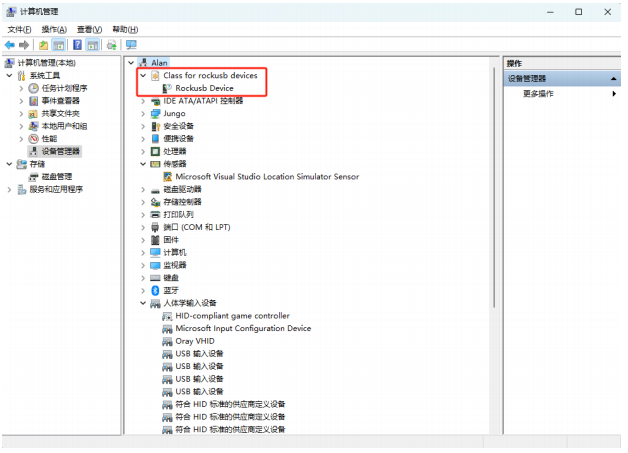 计算机管理
文件(F) 操作(A) 查看(V) 帮助(H)
计算机管理(本地)
系统工具
任务计划程序
事件查看器
共享文件夹
本地用户和组
性能
设备管理器
存储
磁盘管理
服务和应用程序
Alan
Class for rockusb devices
Rockusb Device
IDE ATA/ATAPI 控制器
Jungo
安全设备
便携设备
处理器
传感器
Microsoft Visual Studio Location Simulator Sensor
磁盘驱动器
存储控制器
打印队列
端口 (COM 和 LPT)
固件
计算机
监视器
键盘
蓝牙
人体学输入设备
HID-compliant game controller
Microsoft Input Configuration Device
Oray VHID
USB 输入设备
USB 输入设备
USB 输入设备
USB 输入设备
符合 HID 标准的供应商定义设备
符合 HID 标准的供应商定义设备
符合 HID 标准的供应商定义设备
操作
设备管理器
更多操作